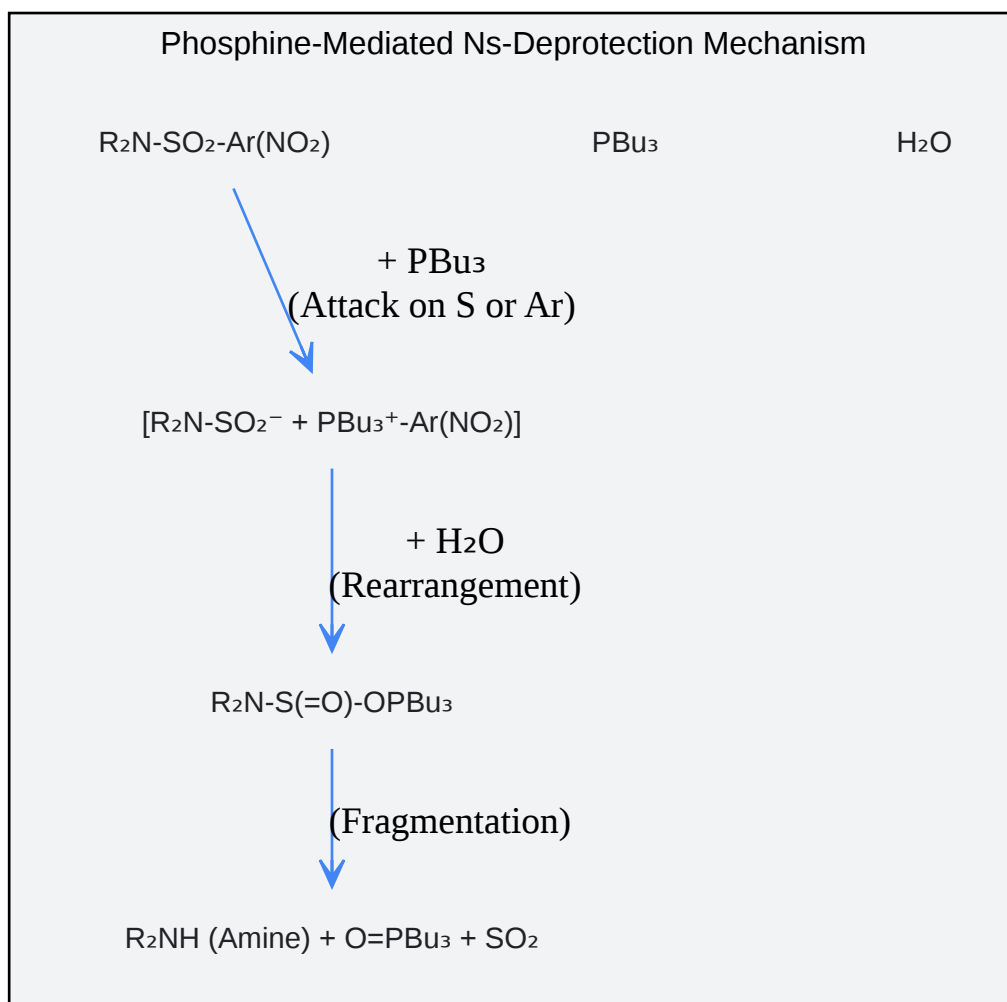 Phosphine-Mediated Ns-Deprotection Mechanism
R₂N-SO₂-Ar(NO₂) PBu₃ H₂O
+ PBu₃
(Attack on S or Ar)
[R₂N-SO₂⁻ + PBu₃⁺-Ar(NO₂)]
+ H₂O
(Rearrangement)
R₂N-S(=O)-OPBu₃
(Fragmentation)
R₂NH (Amine) + O=PBu₃ + SO₂